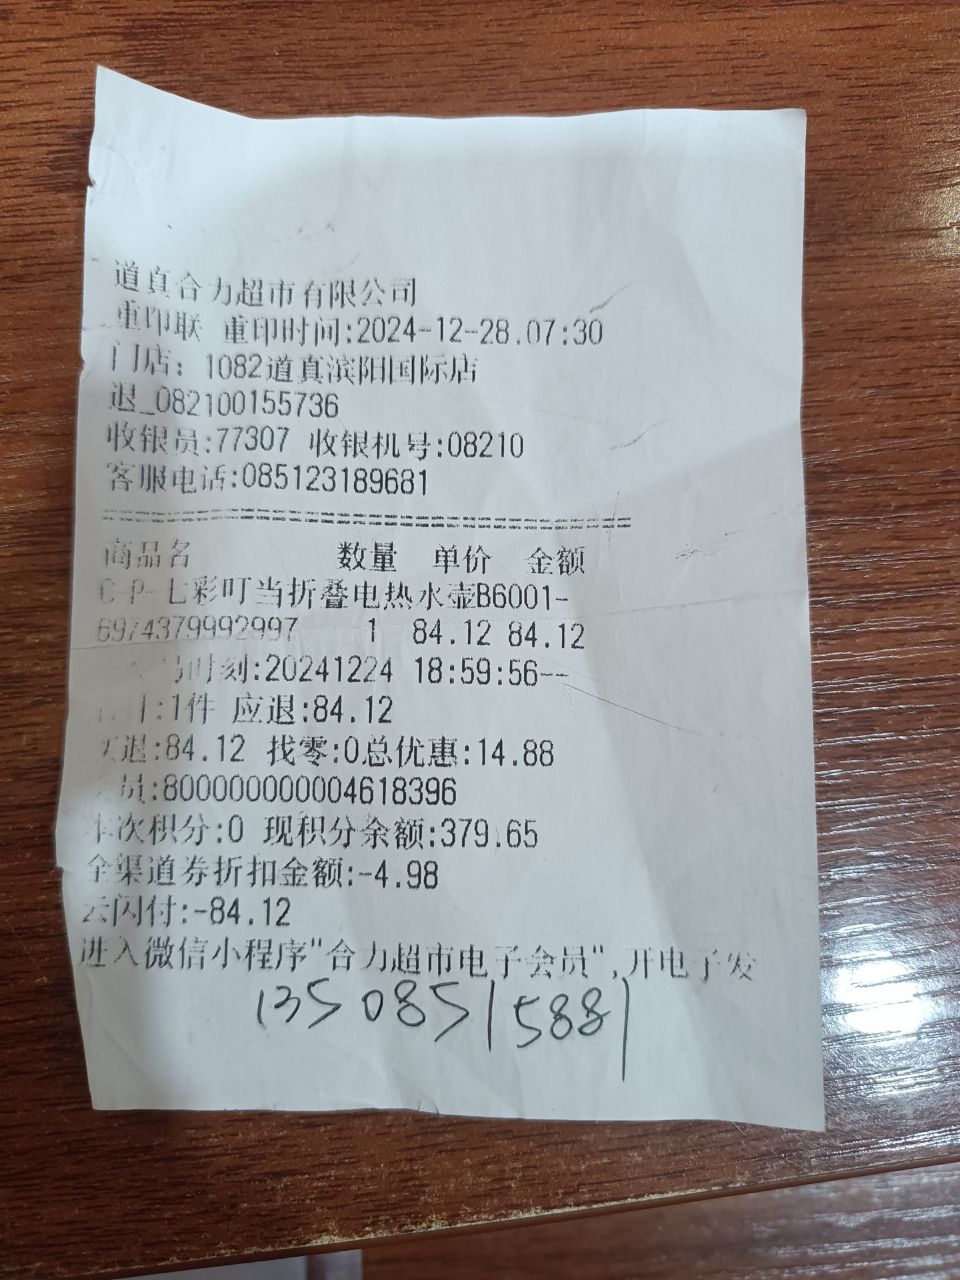 道真合力超市有限公司
重印联 重印时间:2024-12-28.07:30
门店: 1082道真滨阳国际店
退_082100155736
收银员:77307 收银机号:08210
客服电话:085123189681
商品名 数量 单价 金额
C-P-七彩叮当折叠电热水壶B6001-
6974379992997 1 84.12 84.12
时刻:20241224 18:59:56--
:1件 应退:84.12
退:84.12 找零:0总优惠:14.88
员:800000000004618396
本次积分:0 现积分余额:379.65
全渠道券折扣金额:-4.98
云闪付:-84.12
进入微信小程序"合力超市电子会员",开电子发
13508515881